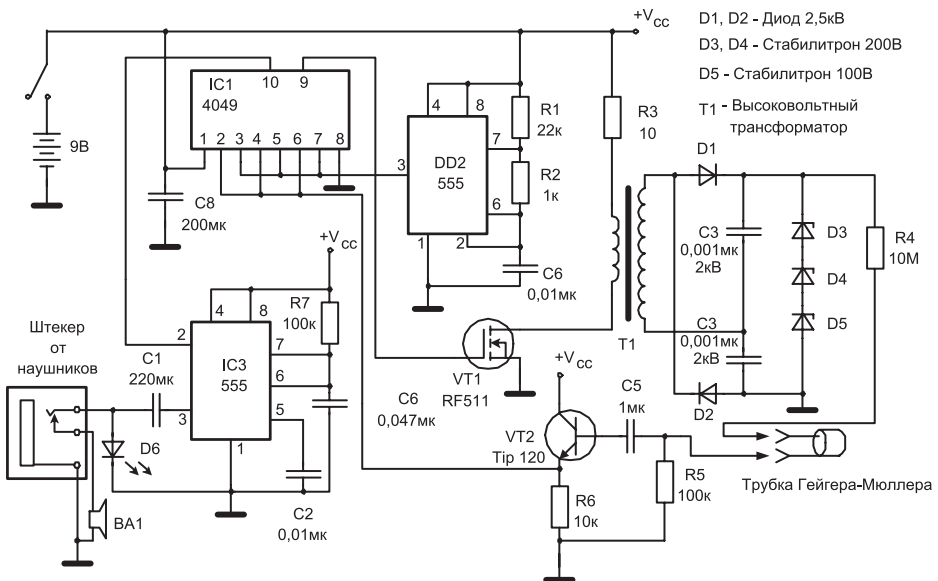 +Vcc
D1, D2 - Диод 2,5кВ
D3, D4 - Стабилитрон 200В
D5 - Стабилитрон 100В
T1 - Высоковольтный
трансформатор
10 9
IC1
4049
1 2 3 4 5 6 7 8
9В
C8
200мк
4 8
R1
22к
7
3
DD2
555
R2
1к
6
1 2
C6
0,01мк
R3
10
T1
D1
C3
0,001мк
2кВ
C3
0,001мк
2кВ
D2
D3
D4
D5
R4
10М
+Vcc
4 8
R7
100к
2
7
IC3
555
6
3
5
1
C6
0,047мк
C2
0,01мк
Штекер
от
наушников
C1
220мк
D6
BA1
VT1
RF511
+Vcc
VT2
Tip 120
C5
1мк
R6
10к
R5
100к
Трубка Гейгера-Мюллера